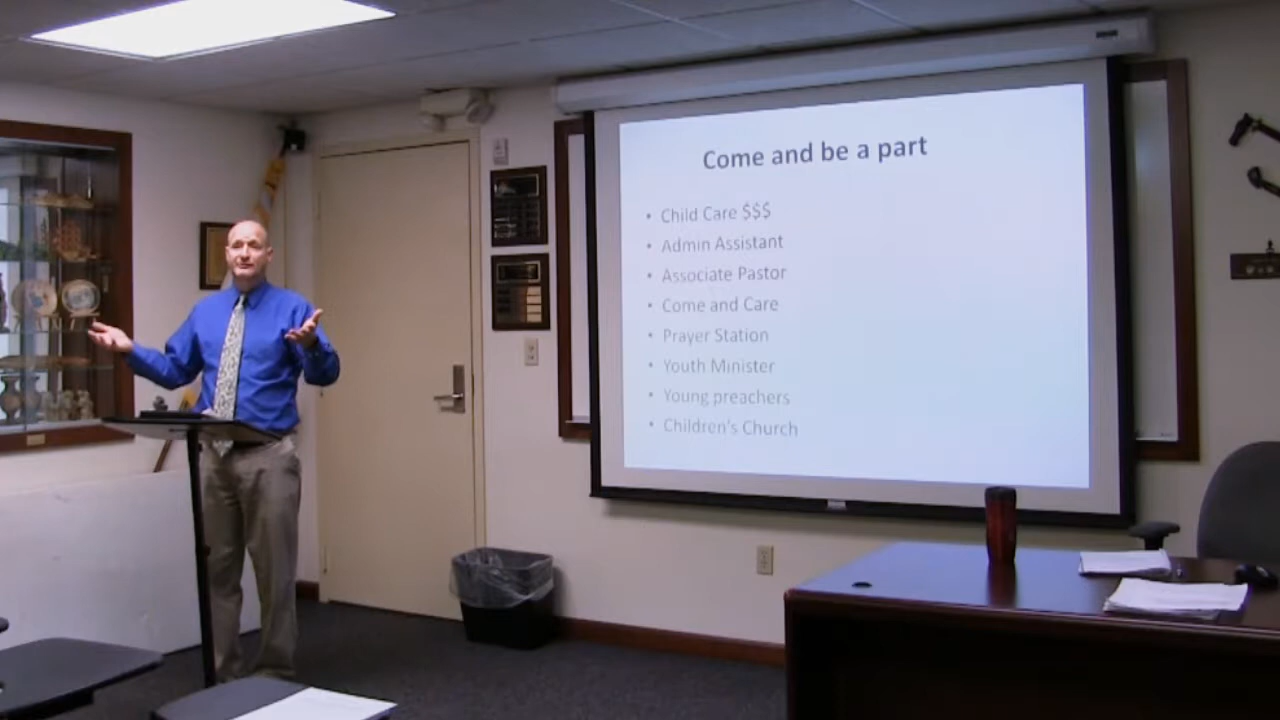 Come and be a part
• Child Care $$$
• Admin Assistant
• Associate Pastor
• Come and Care
• Prayer Station
• Youth Minister
• Young preachers
• Children's Church